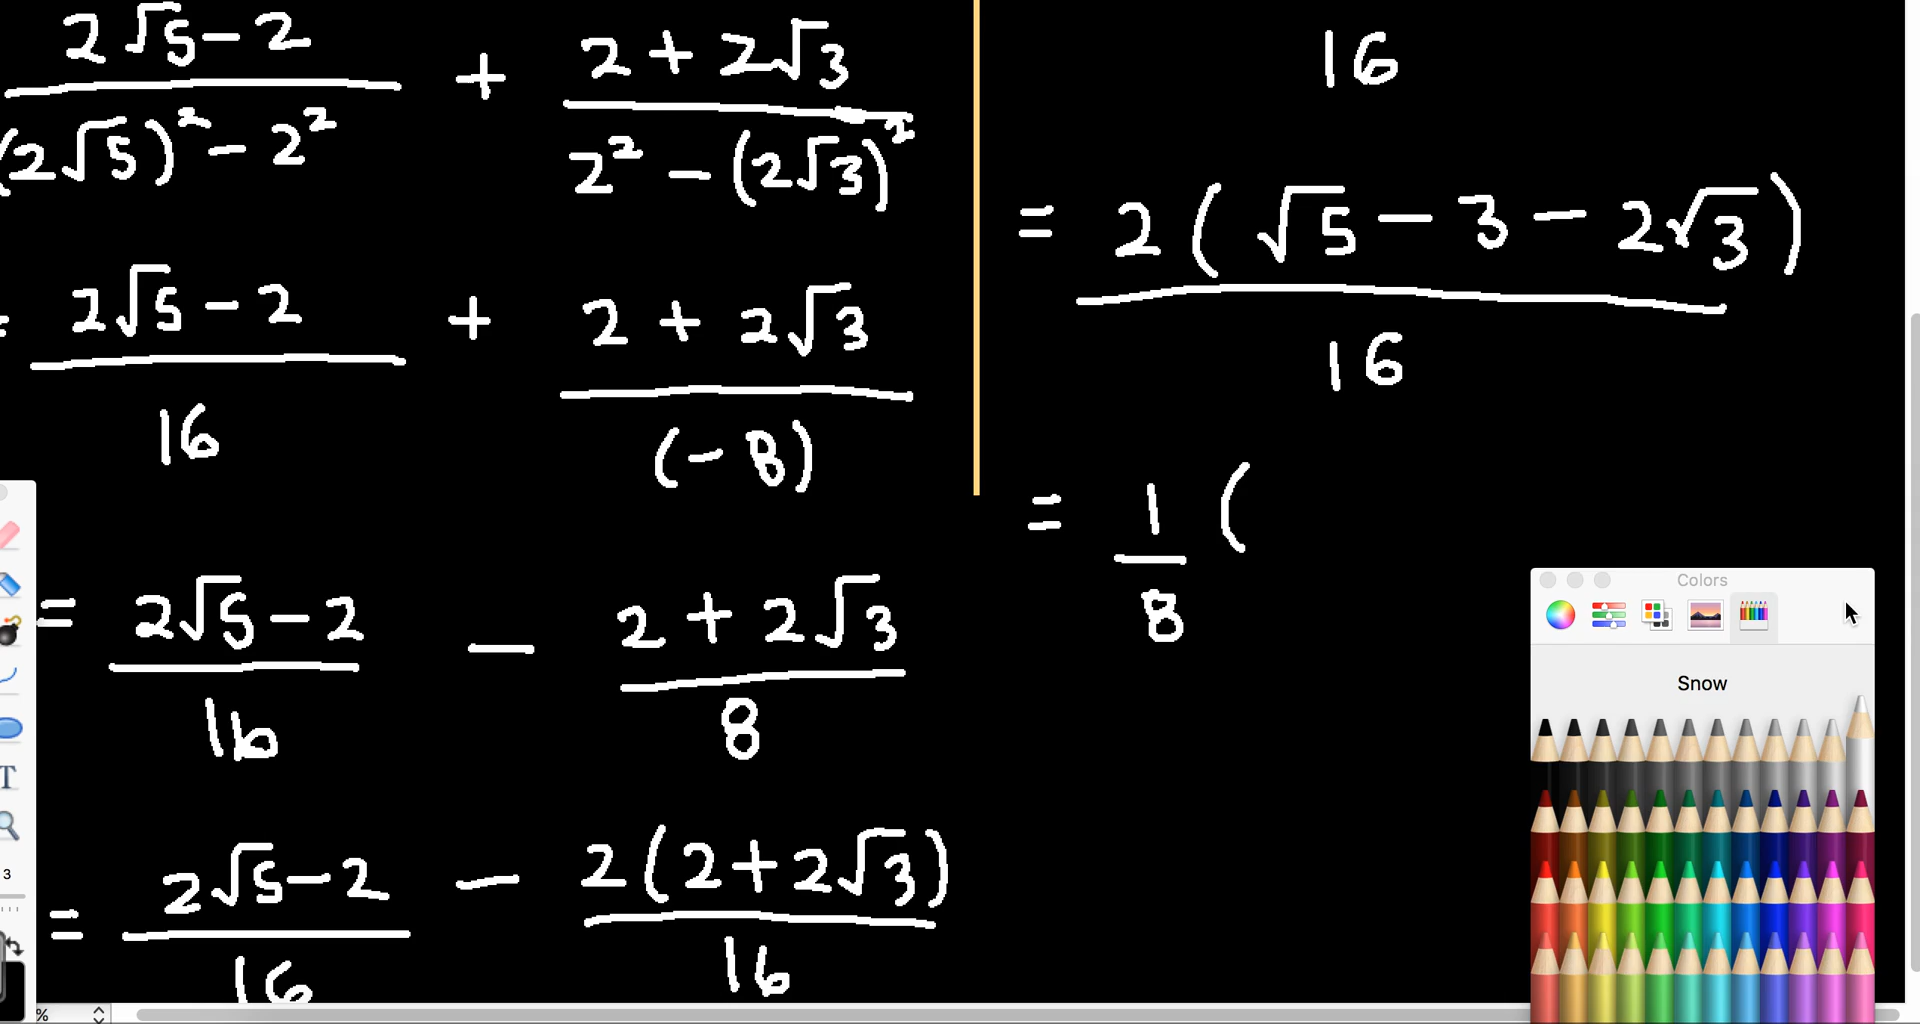 2√5 - 2 + 2 + 2√3
(2√5)² - 2² 2² - (2√3)²
= 2√5 - 2 + 2 + 2√3
16 (-8)
= 2√5 - 2 - 2 + 2√3
16 8
= 2√5 - 2 - 2(2 + 2√3)
16 16
16
= 2(√5 - 3 - 2√3)
16
= 1 (
8
Colors
Snow
T
3
%